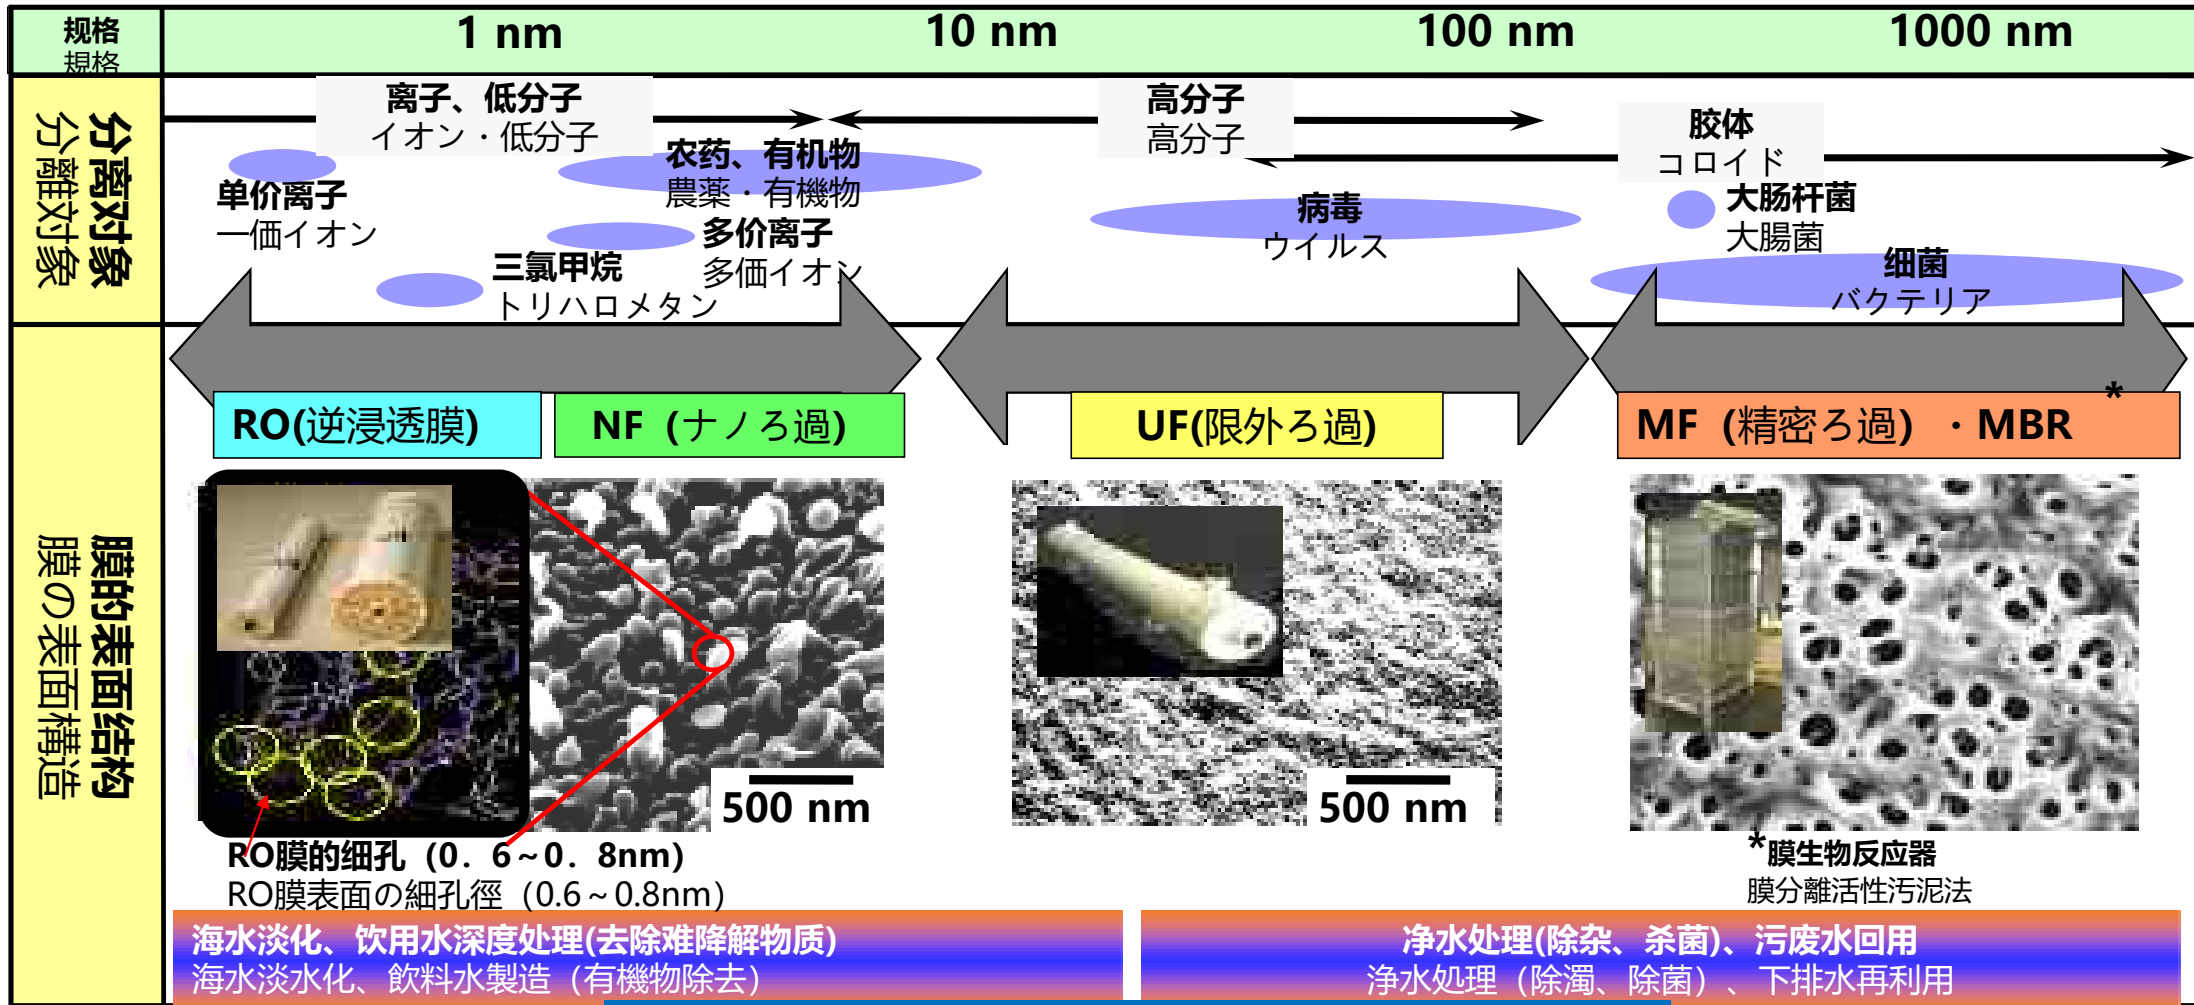 规格
規格
1 nm
10 nm
100 nm
1000 nm
分离对象
分離対象
离子、低分子
イオン・低分子
高分子
高分子
胶体
コロイド
农药、有机物
農薬・有機物
单价离子
一価イオン
多价离子
多価イオン
三氯甲烷
トリハロメタン
病毒
ウイルス
大肠杆菌
大腸菌
细菌
バクテリア
膜的表面结构
膜の表面構造
RO(逆浸透膜)
NF (ナノろ過)
UF(限外ろ過)
MF (精密ろ過) ・MBR *
500 nm
500 nm
RO膜的细孔 (0. 6~0. 8nm)
RO膜表面の細孔徑 (0.6~0.8nm)
*膜生物反应器
膜分離活性汚泥法
海水淡化、饮用水深度处理(去除难降解物质)
海水淡水化、飲料水製造（有機物除去）
净水处理(除杂、杀菌)、污废水回用
浄水処理（除濁、除菌）、下排水再利用